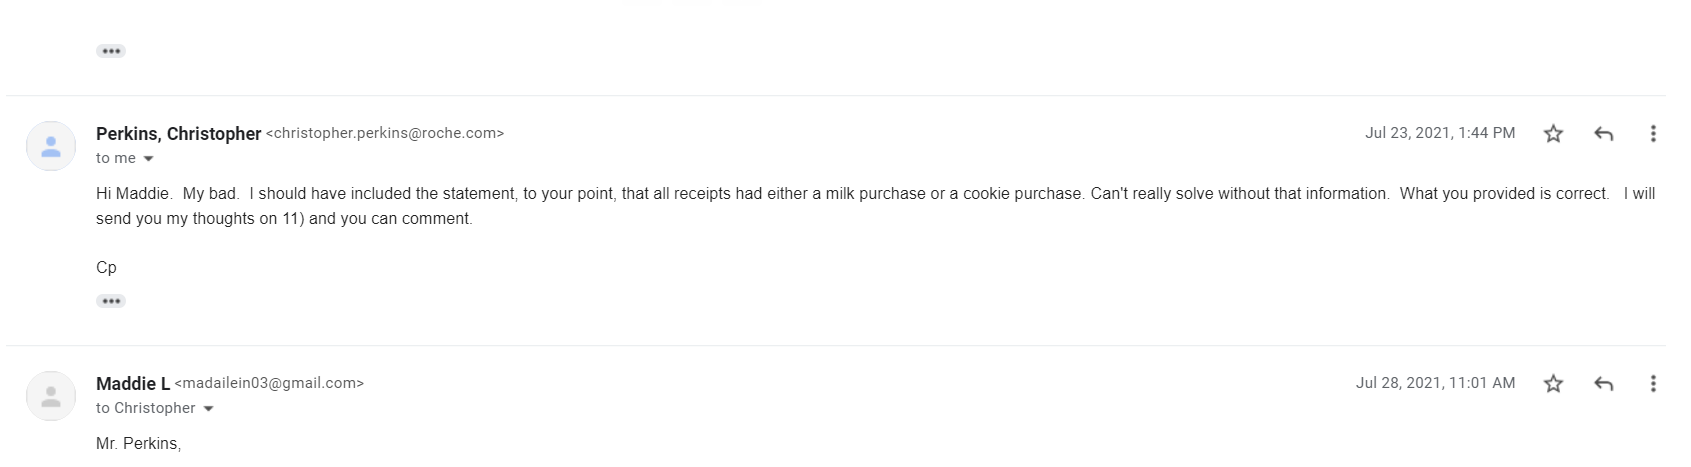 Perkins, Christopher <christopher.perkins@roche.com>
Jul 23, 2021, 1:44 PM
to me
Hi Maddie.  My bad.  I should have included the statement, to your point, that all receipts had either a milk purchase or a cookie purchase. Can't really solve without that information.  What you provided is correct.   I will
send you my thoughts on 11) and you can comment.
Cp
Maddie L <madailein03@gmail.com>
Jul 28, 2021, 11:01 AM
to Christopher
Mr. Perkins,